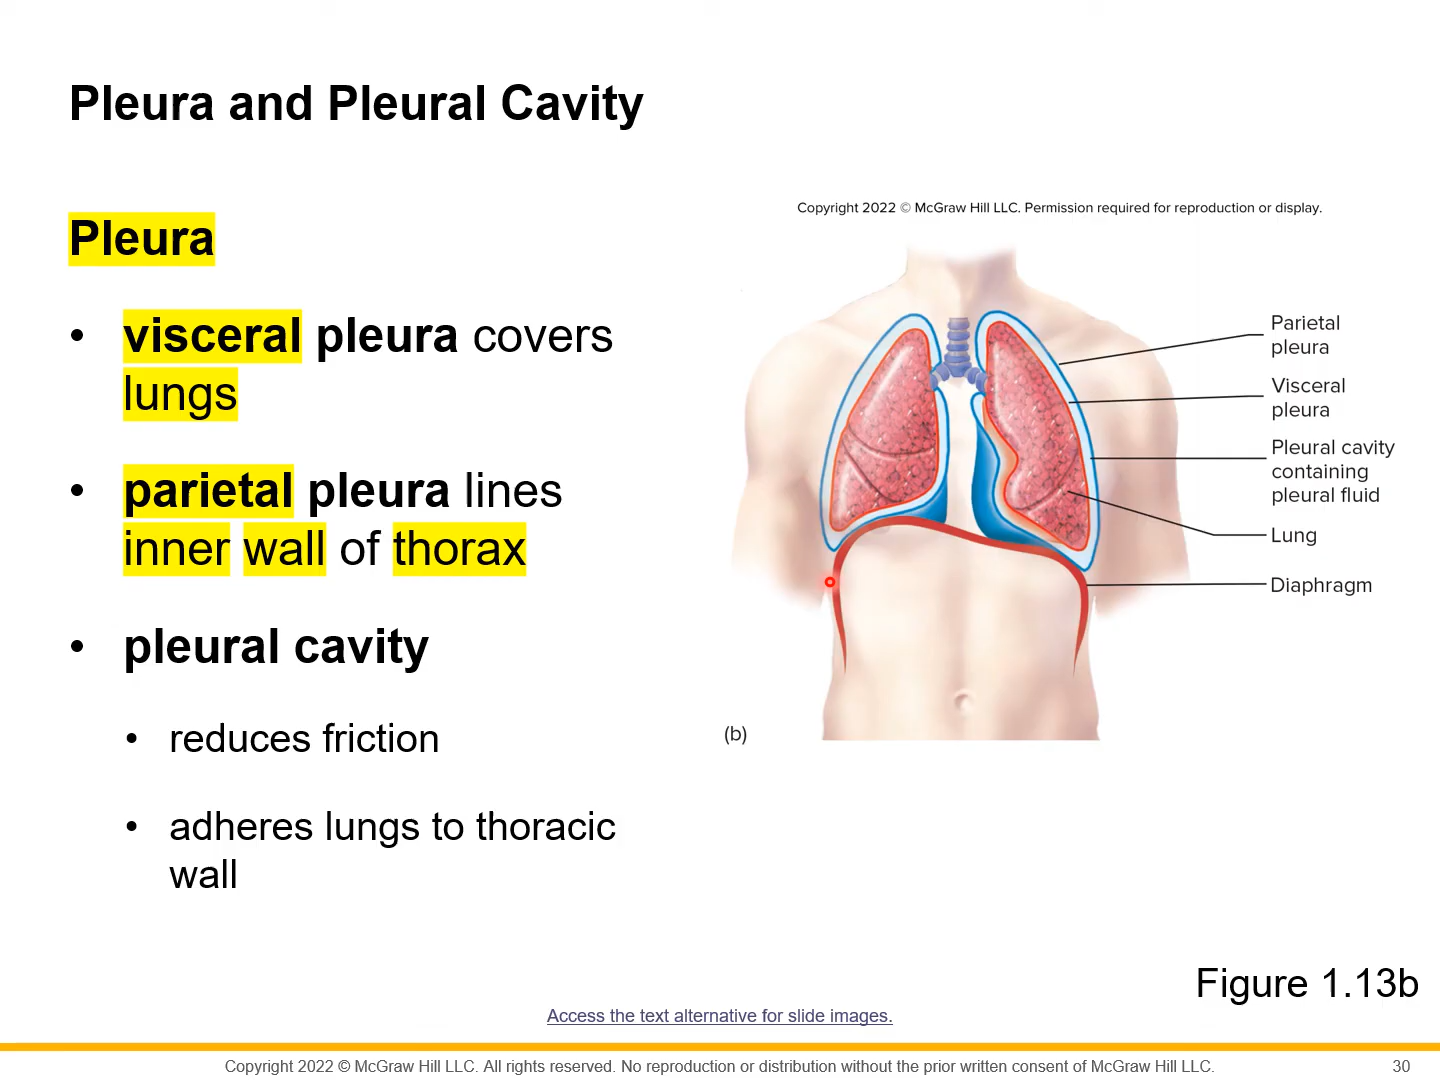 Pleura and Pleural Cavity
Pleura
• visceral pleura covers
lungs
• parietal pleura lines
inner wall of thorax
• pleural cavity
• reduces friction
• adheres lungs to thoracic
wall
Copyright 2022 © McGraw Hill LLC. Permission required for reproduction or display.
Parietal
pleura
Visceral
pleura
Pleural cavity
containing
pleural fluid
Lung
Diaphragm
(b)
Figure 1.13b
Access the text alternative for slide images.
Copyright 2022 © McGraw Hill LLC. All rights reserved. No reproduction or distribution without the prior written consent of McGraw Hill LLC.
30